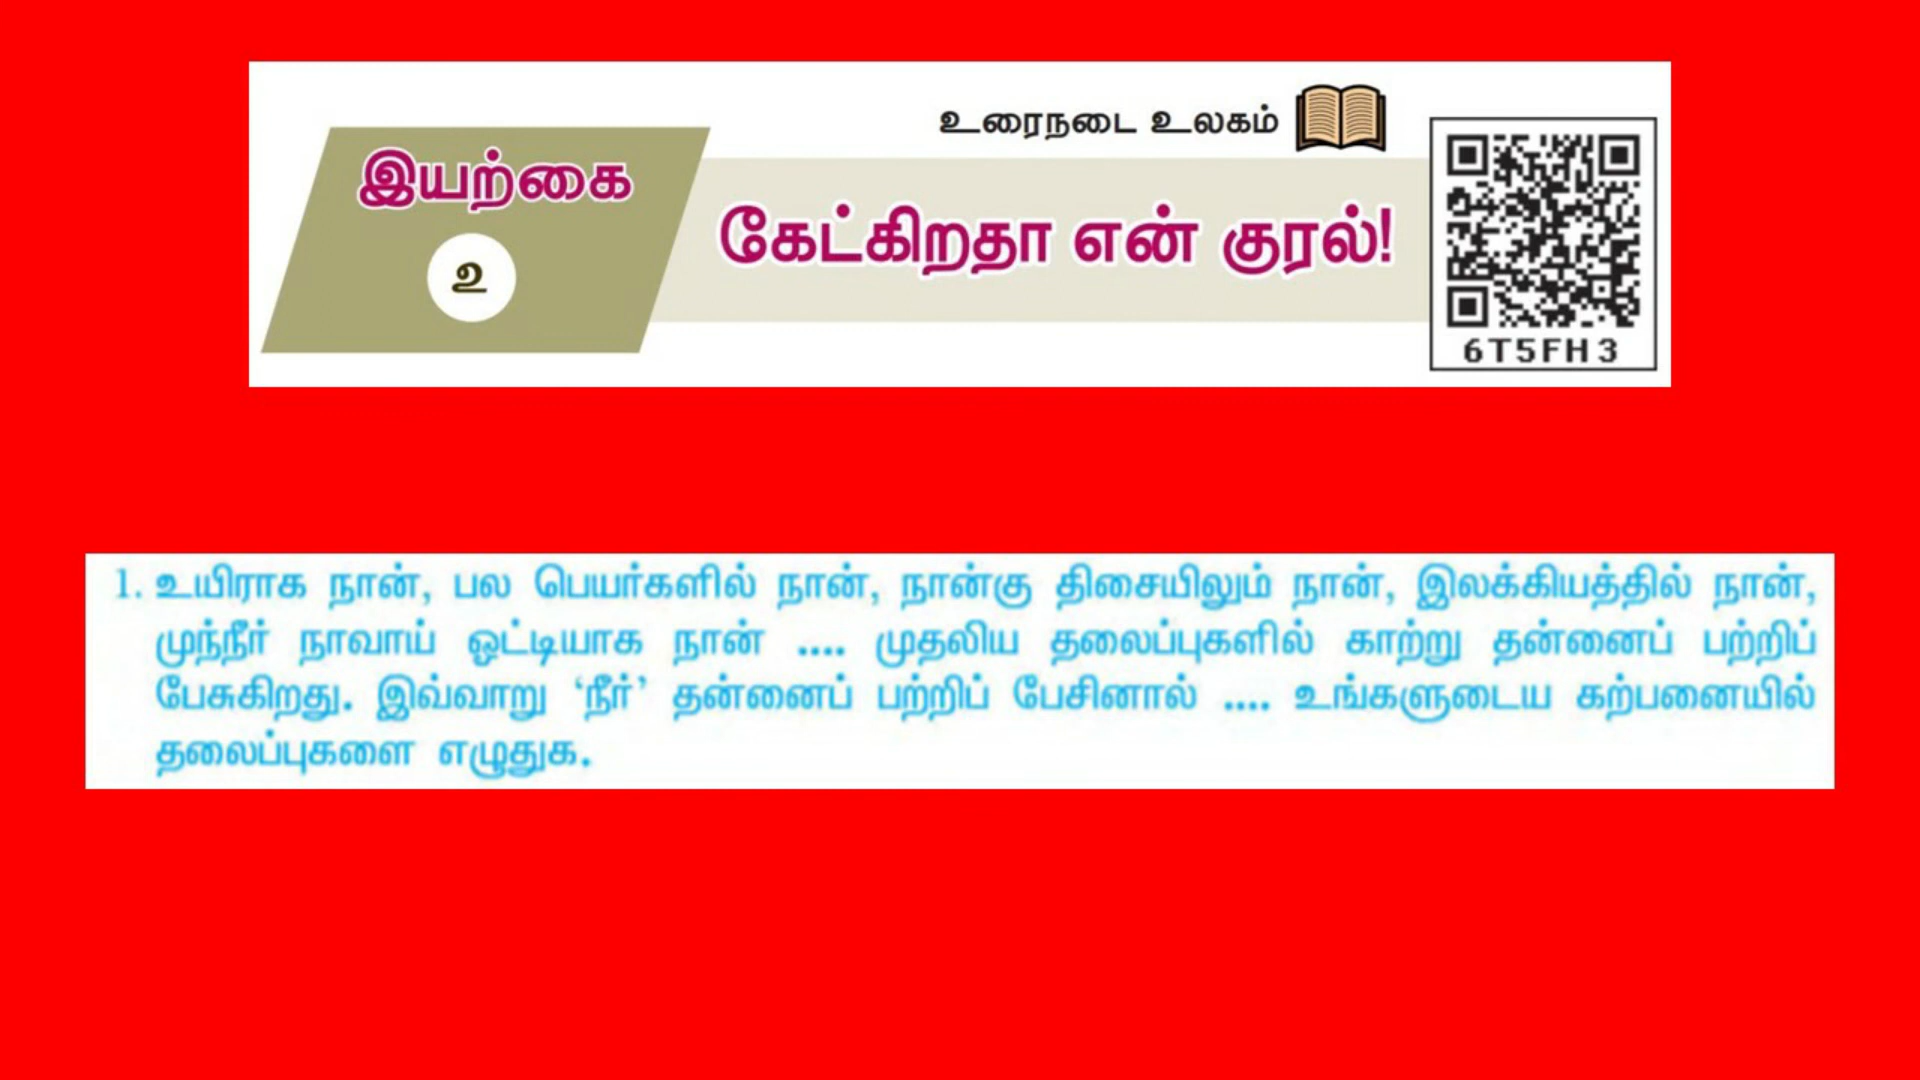 உரைநடை உலகம்
இயற்கை
௨
கேட்கிறதா என் குரல்!
6T5FH3
1. உயிராக நான், பல பெயர்களில் நான், நான்கு திசையிலும் நான், இலக்கியத்தில் நான்,
முந்நீர் நாவாய் ஓட்டியாக நான் .... முதலிய தலைப்புகளில் காற்று தன்னைப் பற்றிப்
பேசுகிறது. இவ்வாறு ‘நீர்’ தன்னைப் பற்றிப் பேசினால் .... உங்களுடைய கற்பனையில்
தலைப்புகளை எழுதுக.